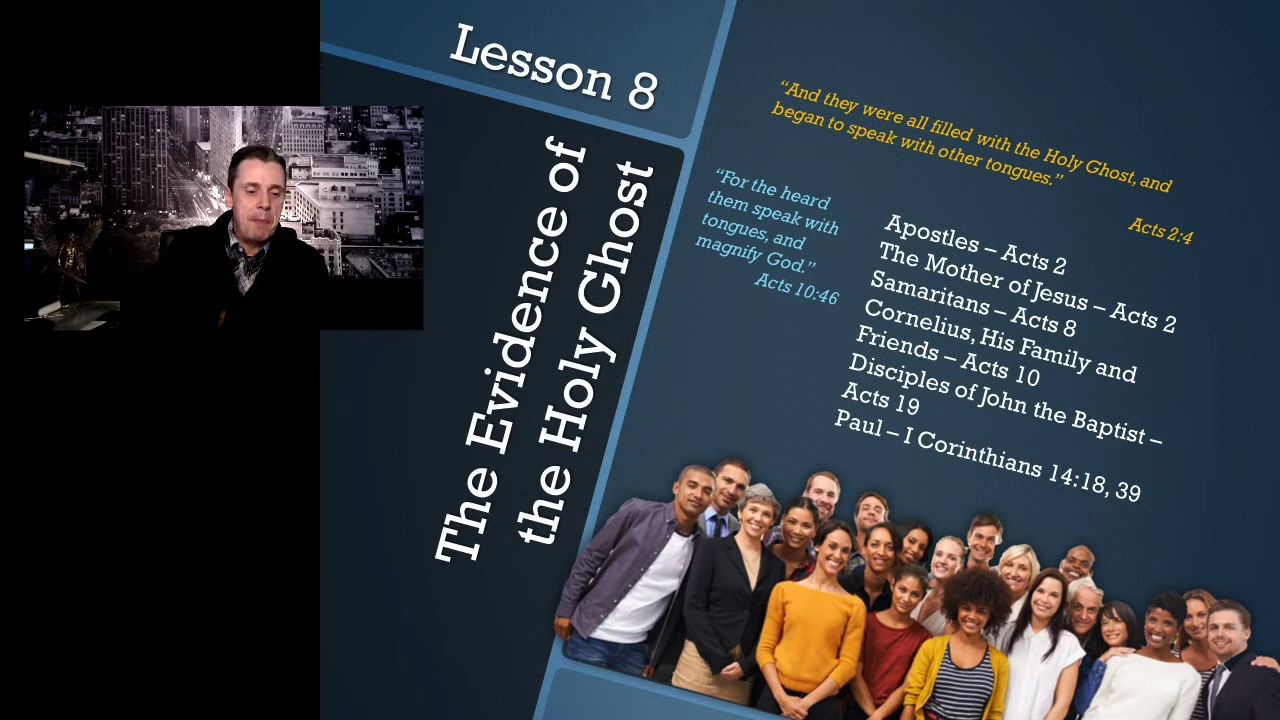 Lesson 8
The Evidence of
the Holy Ghost
“And they were all filled with the Holy Ghost, and
began to speak with other tongues.”
Acts 2:4
“For the heard
them speak with
tongues, and
magnify God.”
Acts 10:46
Apostles – Acts 2
The Mother of Jesus – Acts 2
Samaritans – Acts 8
Cornelius, His Family and
Friends – Acts 10
Disciples of John the Baptist –
Acts 19
Paul – I Corinthians 14:18, 39